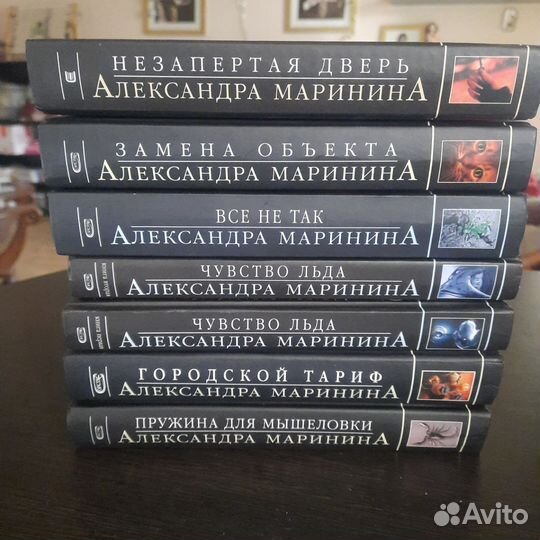 НЕЗАПЕРТАЯ ДВЕРЬ
АЛЕКСАНДРА МАРИНИНА
ЗАМЕНА ОБЪЕКТА
АЛЕКСАНДРА МАРИНИНА
ВСЕ НЕ ТАК
АЛЕКСАНДРА МАРИНИНА
ЧУВСТВО ЛЬДА
АЛЕКСАНДРА МАРИНИНА
ЧУВСТВО ЛЬДА
АЛЕКСАНДРА МАРИНИНА
ГОРОДСКОЙ ТАРИФ
АЛЕКСАНДРА МАРИНИНА
ПРУЖИНА ДЛЯ МЫШЕЛОВКИ
АЛЕКСАНДРА МАРИНИНА
Avito